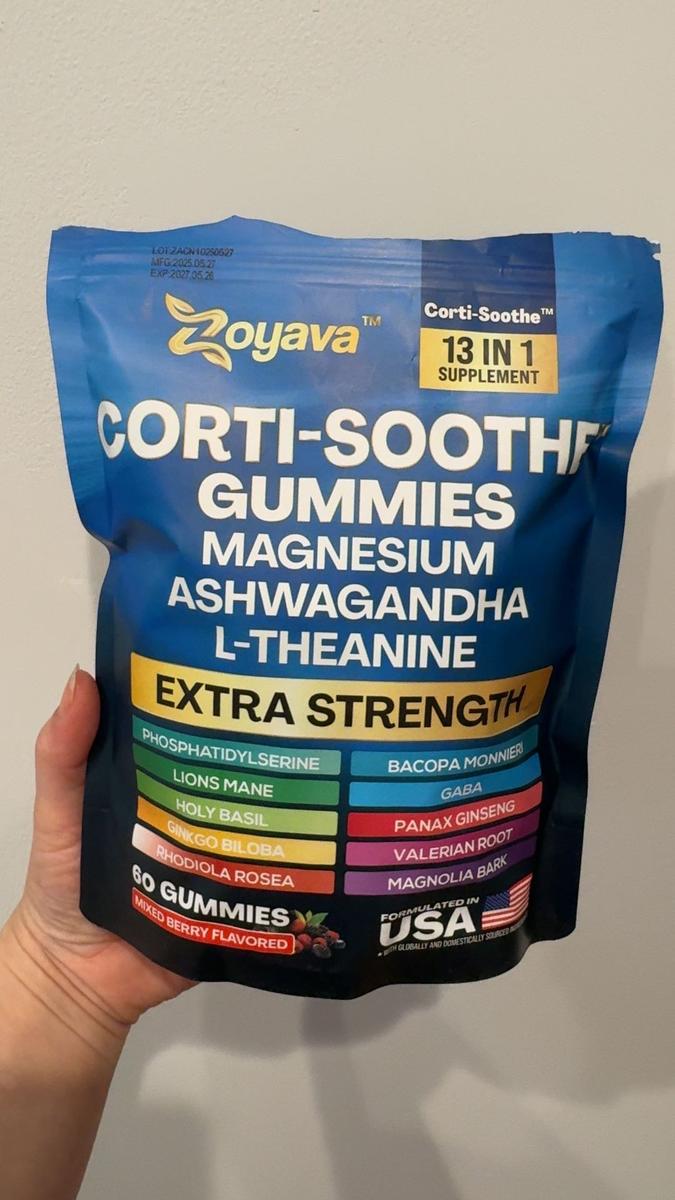 LOT:ZACN10250527
MFG:2025.05.27
EXP:2027.05.26
Zoyava™
Corti-Soothe™
13 IN 1
SUPPLEMENT
CORTI-SOOTHE
GUMMIES
MAGNESIUM
ASHWAGANDHA
L-THEANINE
EXTRA STRENGTH
PHOSPHATIDYLSERINE
LIONS MANE
HOLY BASIL
GINKGO BILOBA
RHODIOLA ROSEA
BACOPA MONNIERI
GABA
PANAX GINSENG
VALERIAN ROOT
MAGNOLIA BARK
60 GUMMIES
MIXED BERRY FLAVORED
FORMULATED IN
USA
*WITH GLOBALLY AND DOMESTICALLY SOURCED